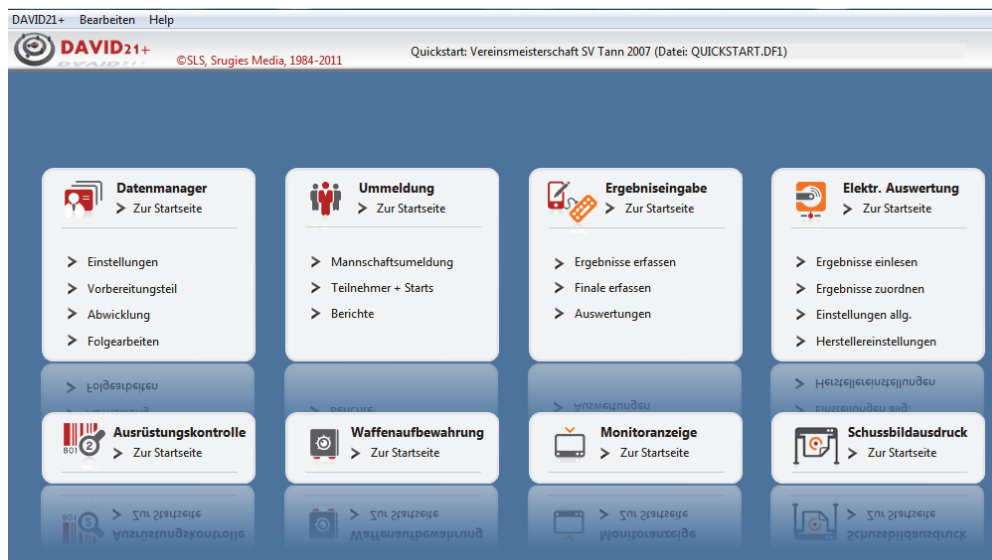 DAVID21+ Bearbeiten Help
DAVID21+
©SLS, Srugies Media, 1984-2011
Quickstart: Vereinsmeisterschaft SV Tann 2007 (Datei: QUICKSTART.DF1)
Datenmanager
> Zur Startseite
> Einstellungen
> Vorbereitungsteil
> Abwicklung
> Folgearbeiten
Ummeldung
> Zur Startseite
> Mannschaftsumeldung
> Teilnehmer + Starts
> Berichte
Ergebniseingabe
> Zur Startseite
> Ergebnisse erfassen
> Finale erfassen
> Auswertungen
Elektr. Auswertung
> Zur Startseite
> Ergebnisse einlesen
> Ergebnisse zuordnen
> Einstellungen allg.
> Herstellereinstellungen
801 2
Ausrüstungskontrolle
> Zur Startseite
Waffenaufbewahrung
> Zur Startseite
Monitoranzeige
> Zur Startseite
Schussbildausdruck
> Zur Startseite